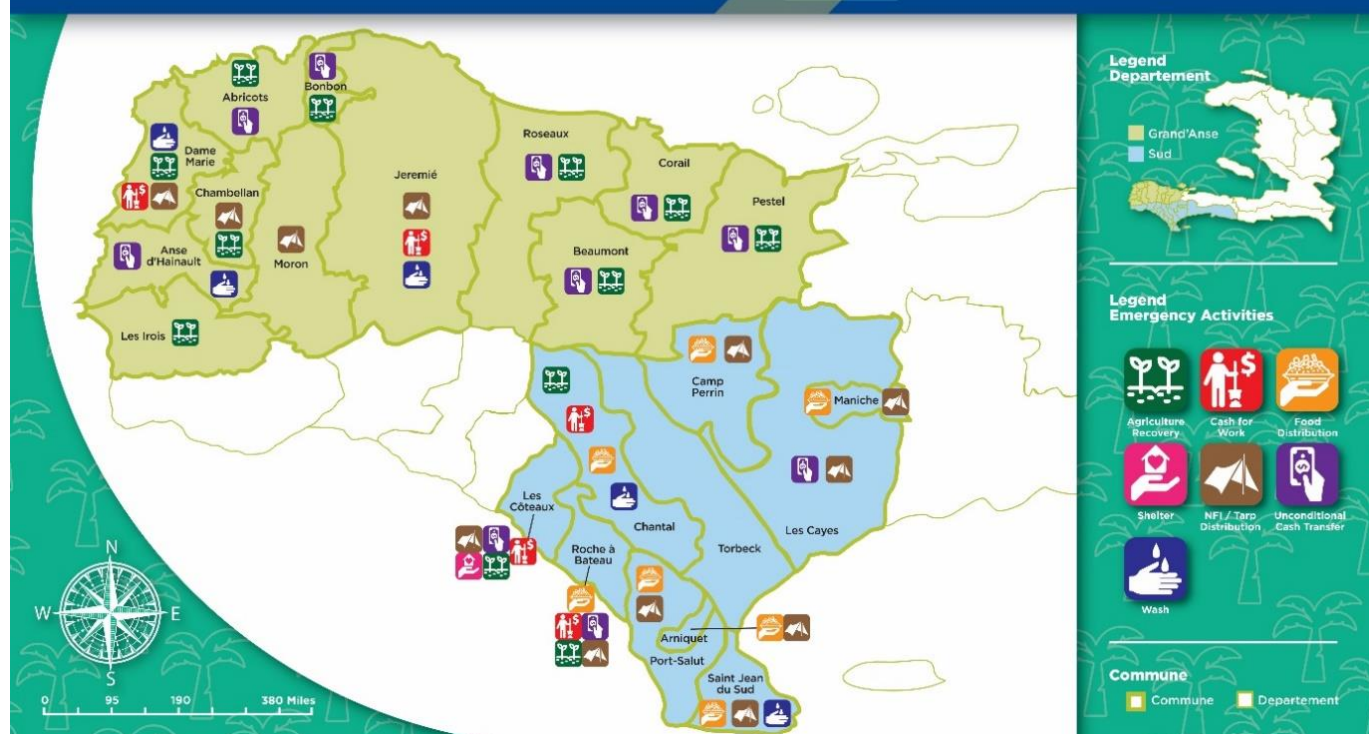 Bonbon
Abricots
Dame
Marie
Chambellan
Anse
d'Hainault
Moron
Les Irois
Jeremié
Roseaux
Corail
Pestel
Beaumont
Camp
Perrin
Maniche
Les Cayes
Torbeck
Chantal
Les
Côteaux
Roche à
Bateau
Arniquet
Port-Salut
Saint Jean
du Sud
N
W
E
S
0 95 190 380 Miles
Legend
Departement
Grand'Anse
Sud
Legend
Emergency Activities
Agriculture
Recovery
Cash for
Work
Food
Distribution
Shelter
NFI / Tarp
Distribution
Unconditional
Cash Transfer
Wash
Commune
Commune
Departement